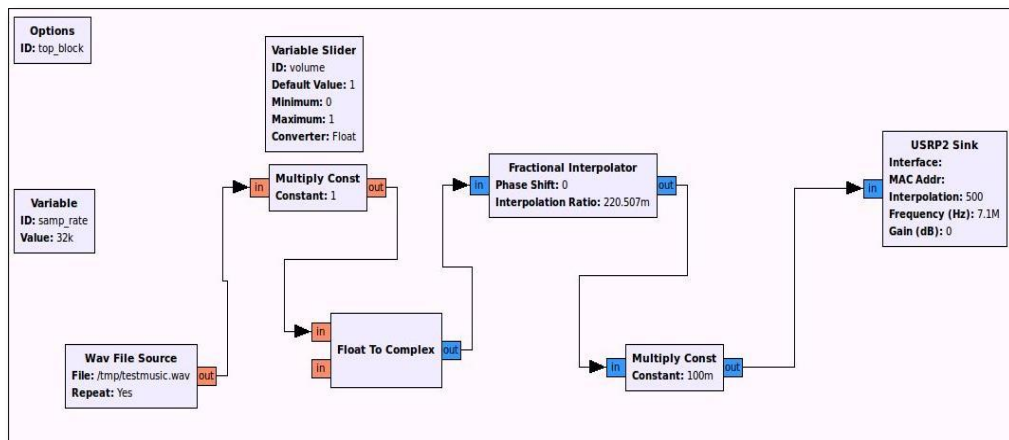 Options
ID: top_block
Variable Slider
ID: volume
Default Value: 1
Minimum: 0
Maximum: 1
Converter: Float
Variable
ID: samp_rate
Value: 32k
in
Multiply Const
Constant: 1
out
in
Fractional Interpolator
Phase Shift: 0
Interpolation Ratio: 220.507m
out
in
USRP2 Sink
Interface:
MAC Addr:
Interpolation: 500
Frequency (Hz): 7.1M
Gain (dB): 0
Wav File Source
File: /tmp/testmusic.wav
Repeat: Yes
out
in
in
Float To Complex
out
in
Multiply Const
Constant: 100m
out